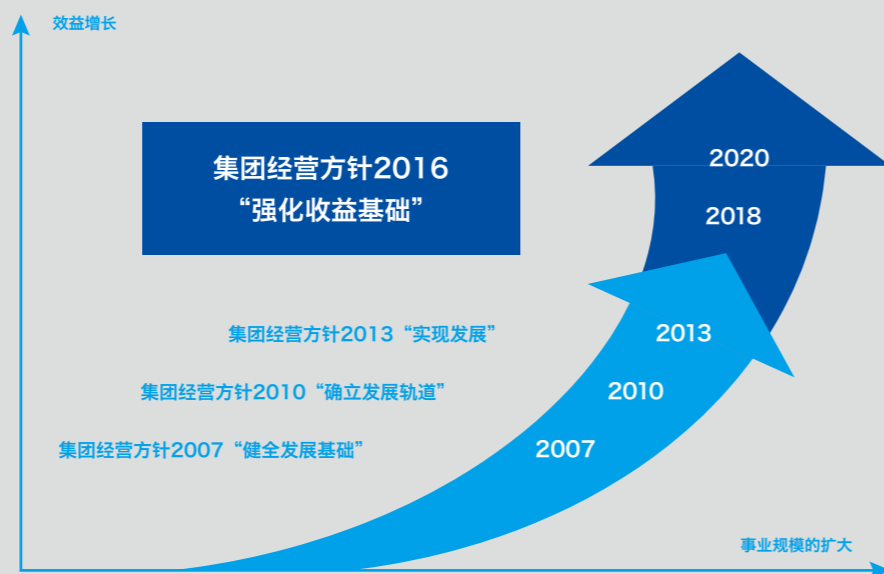 效益增长
集团经营方针2016
“强化收益基础”
2020
2018
集团经营方针2013“实现发展”
2013
集团经营方针2010“确立发展轨道”
2010
集团经营方针2007“健全发展基础”
2007
事业规模的扩大